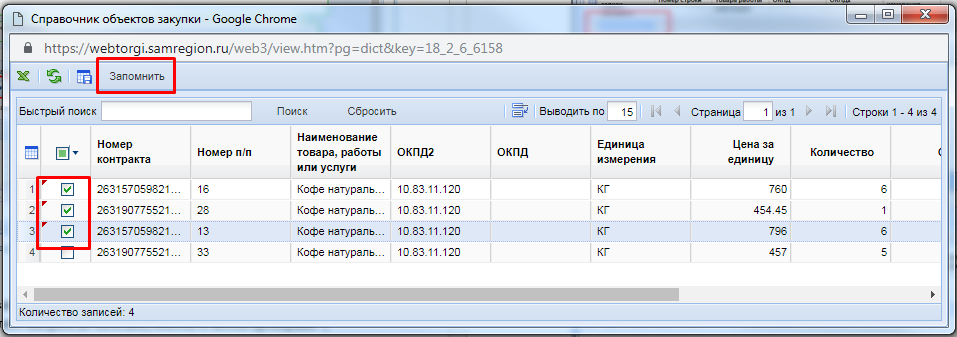 Справочник объектов закупки - Google Chrome
https://webtorgi.samregion.ru/web3/view.htm?pg=dict&key=18_2_6_6158
Запомнить
Быстрый поиск Поиск Сбросить Выводить по 15 Страница 1 из 1 Строки 1 - 4 из 4
Номер контракта Номер п/п Наименование товара, работы или услуги ОКПД2 ОКПД Единица измерения Цена за единицу Количество
1 263157059821... 16 Кофе натураль... 10.83.11.120 КГ 760 6
2 263190775521... 28 Кофе натураль... 10.83.11.120 КГ 454.45 1
3 263157059821... 13 Кофе натураль... 10.83.11.120 КГ 796 6
4 263190775521... 33 Кофе натураль... 10.83.11.120 КГ 457 5
Количество записей: 4